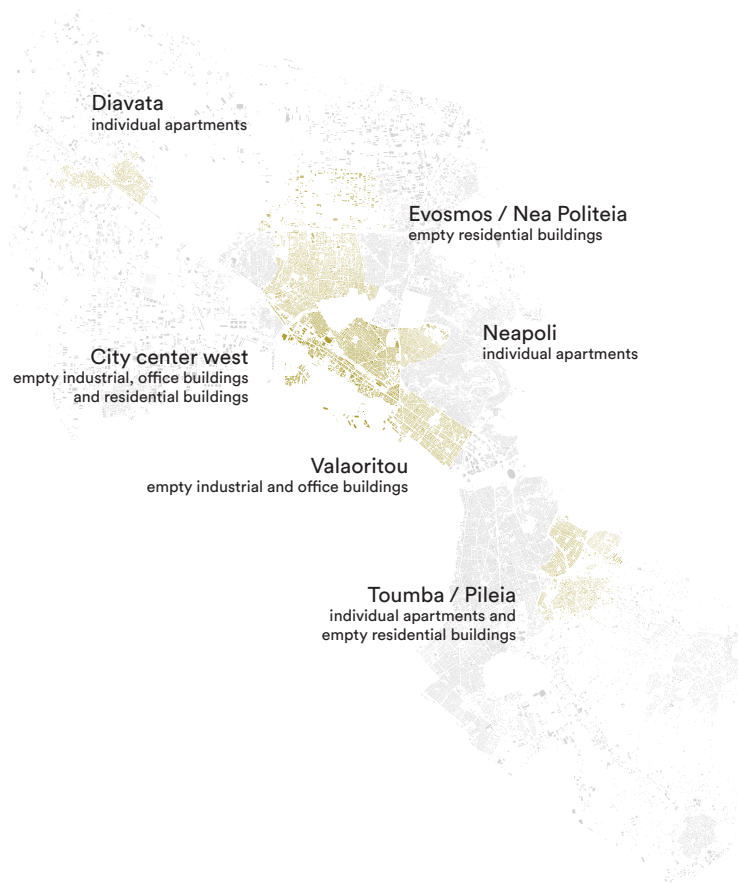 Diavata
individual apartments
Evosmos / Nea Politeia
empty residential buildings
Neapoli
individual apartments
City center west
empty industrial, office buildings
and residential buildings
Valaoritou
empty industrial and office buildings
Toumba / Pileia
individual apartments and
empty residential buildings